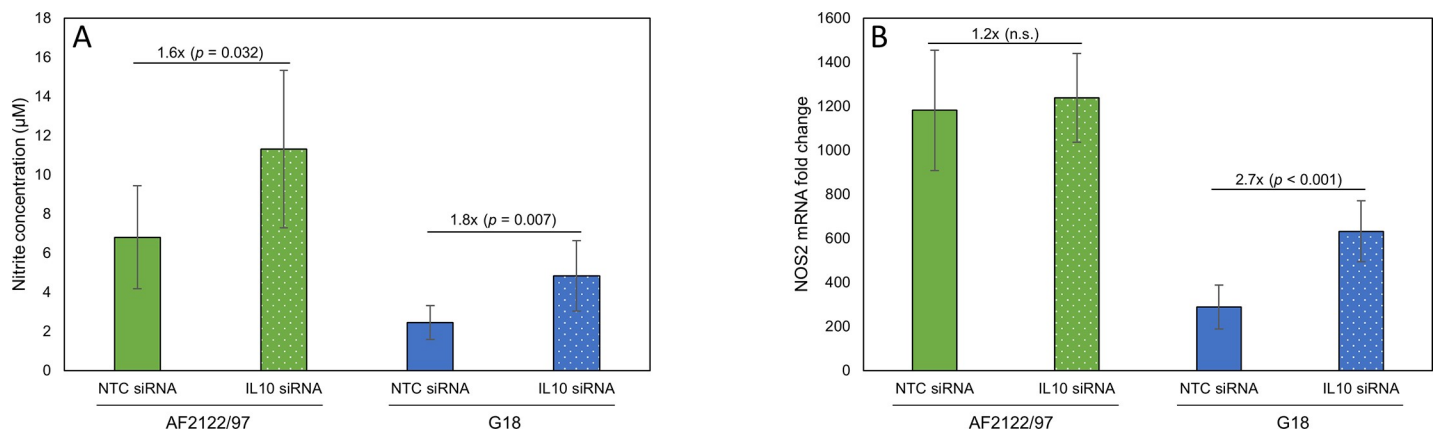 A
18
16
14
12
10
8
6
4
2
0
Nitrite concentration (µM)
1.6x (p = 0.032)
1.8x (p = 0.007)
NTC siRNA IL10 siRNA NTC siRNA IL10 siRNA
AF2122/97 G18
B
1600
1400
1200
1000
800
600
400
200
0
NOS2 mRNA fold change
1.2x (n.s.)
2.7x (p < 0.001)
NTC siRNA IL10 siRNA NTC siRNA IL10 siRNA
AF2122/97 G18